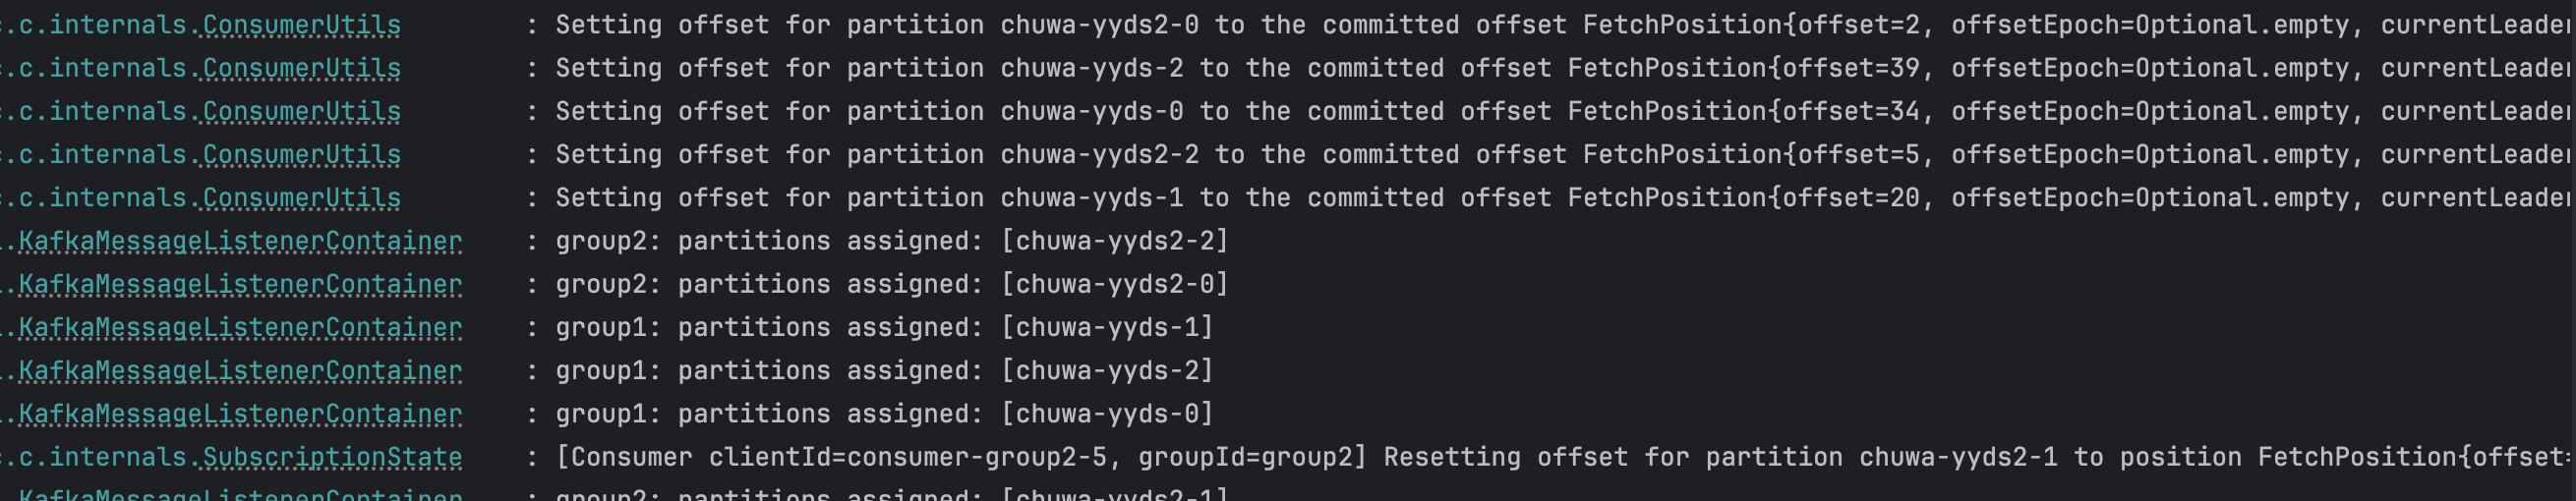 .c.internals.ConsumerUtils : Setting offset for partition chuwa-yyds2-0 to the committed offset FetchPosition{offset=2, offsetEpoch=Optional.empty, currentLeader
.c.internals.ConsumerUtils : Setting offset for partition chuwa-yyds-2 to the committed offset FetchPosition{offset=39, offsetEpoch=Optional.empty, currentLeader
.c.internals.ConsumerUtils : Setting offset for partition chuwa-yyds-0 to the committed offset FetchPosition{offset=34, offsetEpoch=Optional.empty, currentLeader
.c.internals.ConsumerUtils : Setting offset for partition chuwa-yyds2-2 to the committed offset FetchPosition{offset=5, offsetEpoch=Optional.empty, currentLeader
.c.internals.ConsumerUtils : Setting offset for partition chuwa-yyds-1 to the committed offset FetchPosition{offset=20, offsetEpoch=Optional.empty, currentLeader
.KafkaMessageListenerContainer : group2: partitions assigned: [chuwa-yyds2-2]
.KafkaMessageListenerContainer : group2: partitions assigned: [chuwa-yyds2-0]
.KafkaMessageListenerContainer : group1: partitions assigned: [chuwa-yyds-1]
.KafkaMessageListenerContainer : group1: partitions assigned: [chuwa-yyds-2]
.KafkaMessageListenerContainer : group1: partitions assigned: [chuwa-yyds-0]
.c.internals.SubscriptionState : [Consumer clientId=consumer-group2-5, groupId=group2] Resetting offset for partition chuwa-yyds2-1 to position FetchPosition{offset=
.KafkaMessageListenerContainer : group2: partitions assigned: [chuwa-yyds2-1]